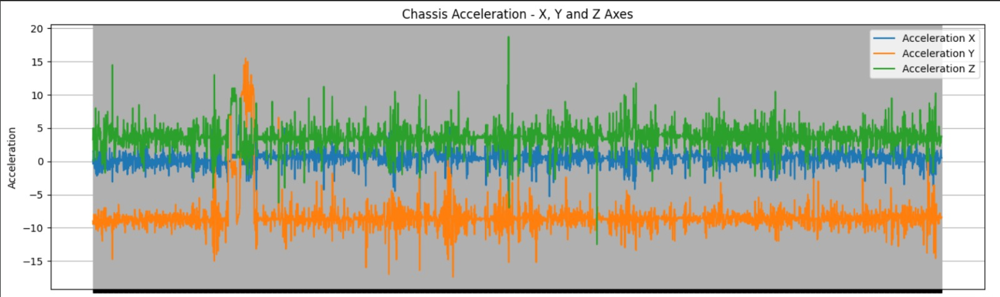 Chassis Acceleration - X, Y and Z Axes
20
15
10
5
0
−5
−10
−15
Acceleration
Acceleration X
Acceleration Y
Acceleration Z